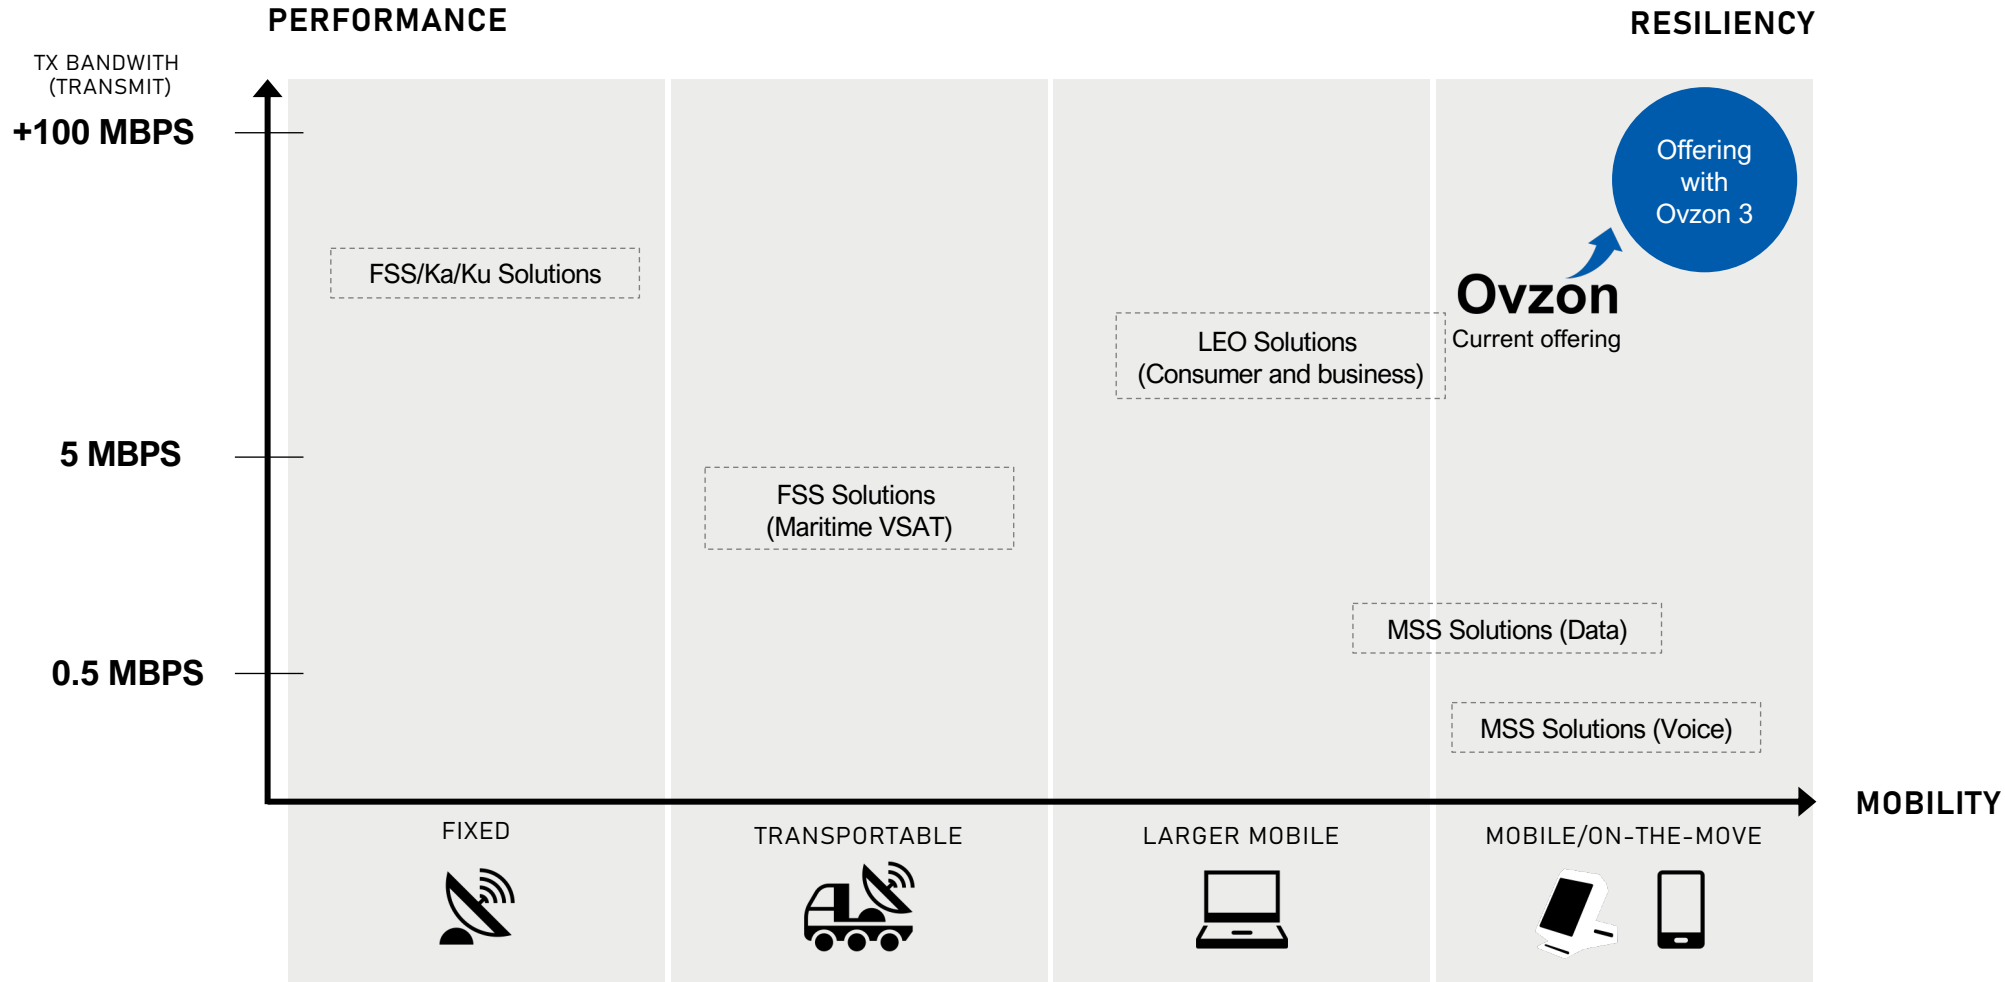 PERFORMANCE
RESILIENCY
TX BANDWITH
(TRANSMIT)
+100 MBPS
Offering
with
Ovzon 3
FSS/Ka/Ku Solutions
Ovzon
Current offering
LEO Solutions
(Consumer and business)
5 MBPS
FSS Solutions
(Maritime VSAT)
MSS Solutions (Data)
0.5 MBPS
MSS Solutions (Voice)
MOBILITY
FIXED
TRANSPORTABLE
LARGER MOBILE
MOBILE/ON-THE-MOVE